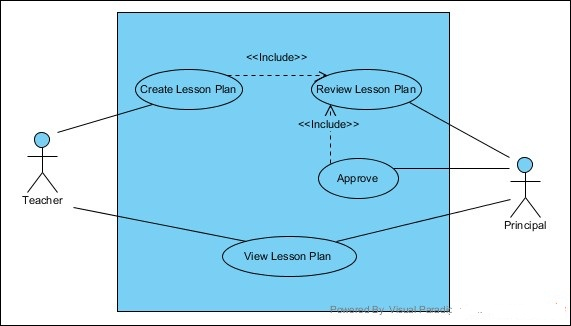 <<Include>>
Create Lesson Plan
Review Lesson Plan
<<Include>>
Approve
Teacher
Principal
View Lesson Plan
Powered By Visual